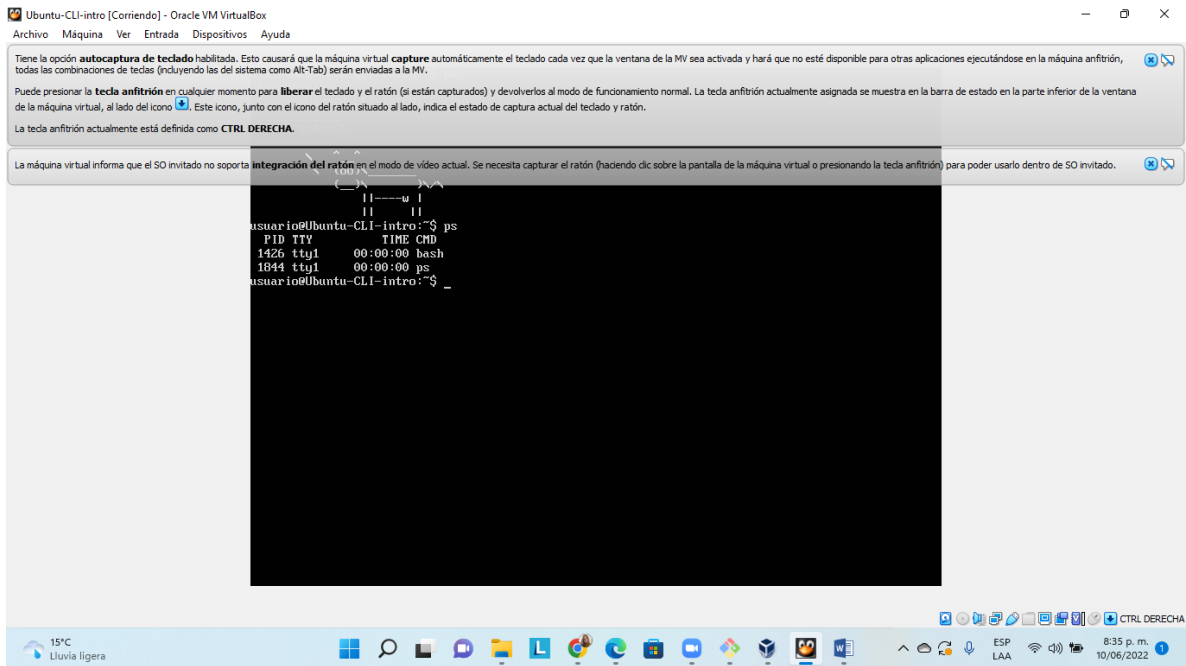 Ubuntu-CLI-intro [Corriendo] - Oracle VM VirtualBox
Archivo Máquina Ver Entrada Dispositivos Ayuda
Tiene la opción autocaptura de teclado habilitada. Esto causará que la máquina virtual capture automáticamente el teclado cada vez que la ventana de la MV sea activada y hará que no esté disponible para otras aplicaciones ejecutándose en la máquina anfitrión,
todas las combinaciones de teclas (incluyendo las del sistema como Alt-Tab) serán enviadas a la MV.
Puede presionar la tecla anfitrión en cualquier momento para liberar el teclado y el ratón (si están capturados) y devolverlos al modo de funcionamiento normal. La tecla anfitrión actualmente asignada se muestra en la barra de estado en la parte inferior de la ventana
de la máquina virtual, al lado del icono . Este icono, junto con el icono del ratón situado al lado, indica el estado de captura actual del teclado y ratón.
La tecla anfitrión actualmente está definida como CTRL DERECHA.
La máquina virtual informa que el SO invitado no soporta integración del ratón en el modo de vídeo actual. Se necesita capturar el ratón (haciendo clic sobre la pantalla de la máquina virtual o presionando la tecla anfitrión) para poder usarlo dentro de SO invitado.
\ ^__^
\ (oo)\_______
(__)\ )\/\
||----w |
|| ||
usuario@Ubuntu-CLI-intro:~$ ps
PID TTY TIME CMD
1426 tty1 00:00:00 bash
1844 tty1 00:00:00 ps
usuario@Ubuntu-CLI-intro:~$ _
CTRL DERECHA
15°C
Lluvia ligera
ESP
LAA
8:35 p. m.
10/06/2022
1